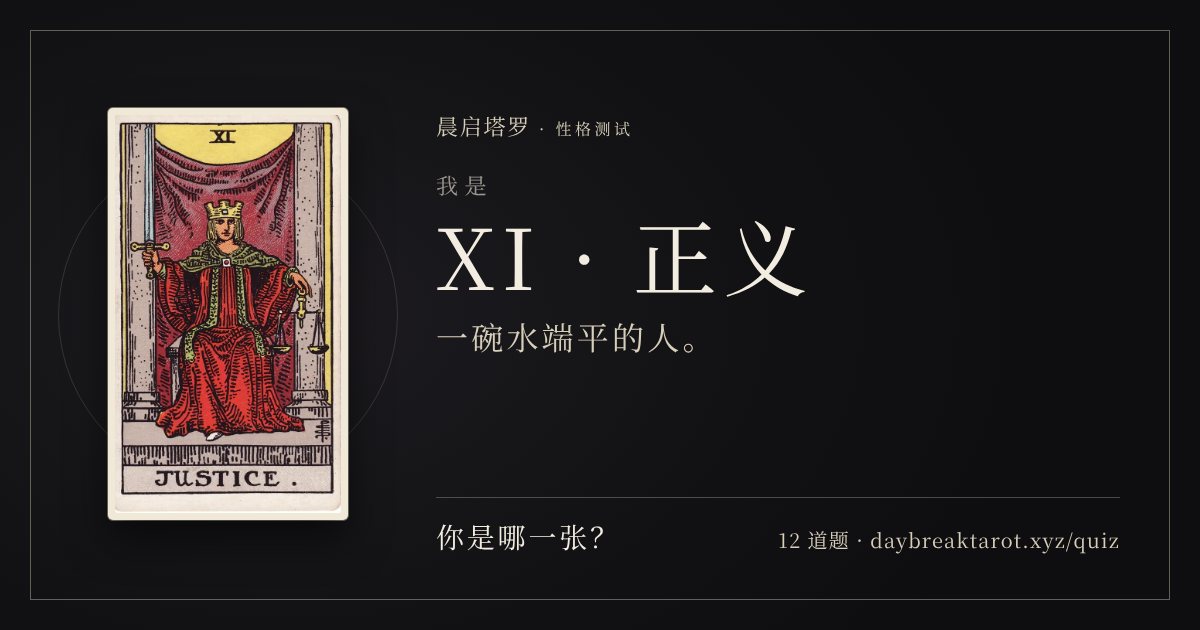 XI
JUSTICE .
晨启塔罗 · 性格测试
我是
XI · 正义
一碗水端平的人。
你是哪一张？
12 道题 · daybreaktarot.xyz/quiz